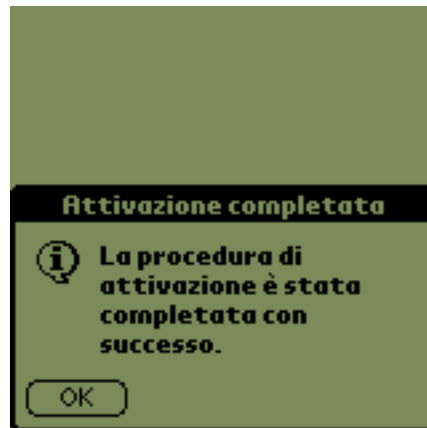 Attivazione completata
La procedura di
attivazione è stata
completata con
successo.
OK